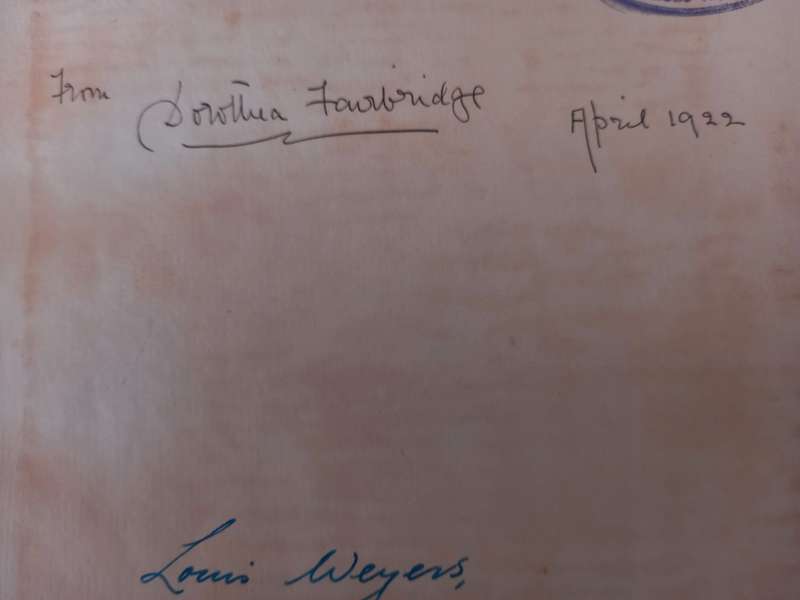 From Dorothea Fairbridge April 1922
Louis Weyers,